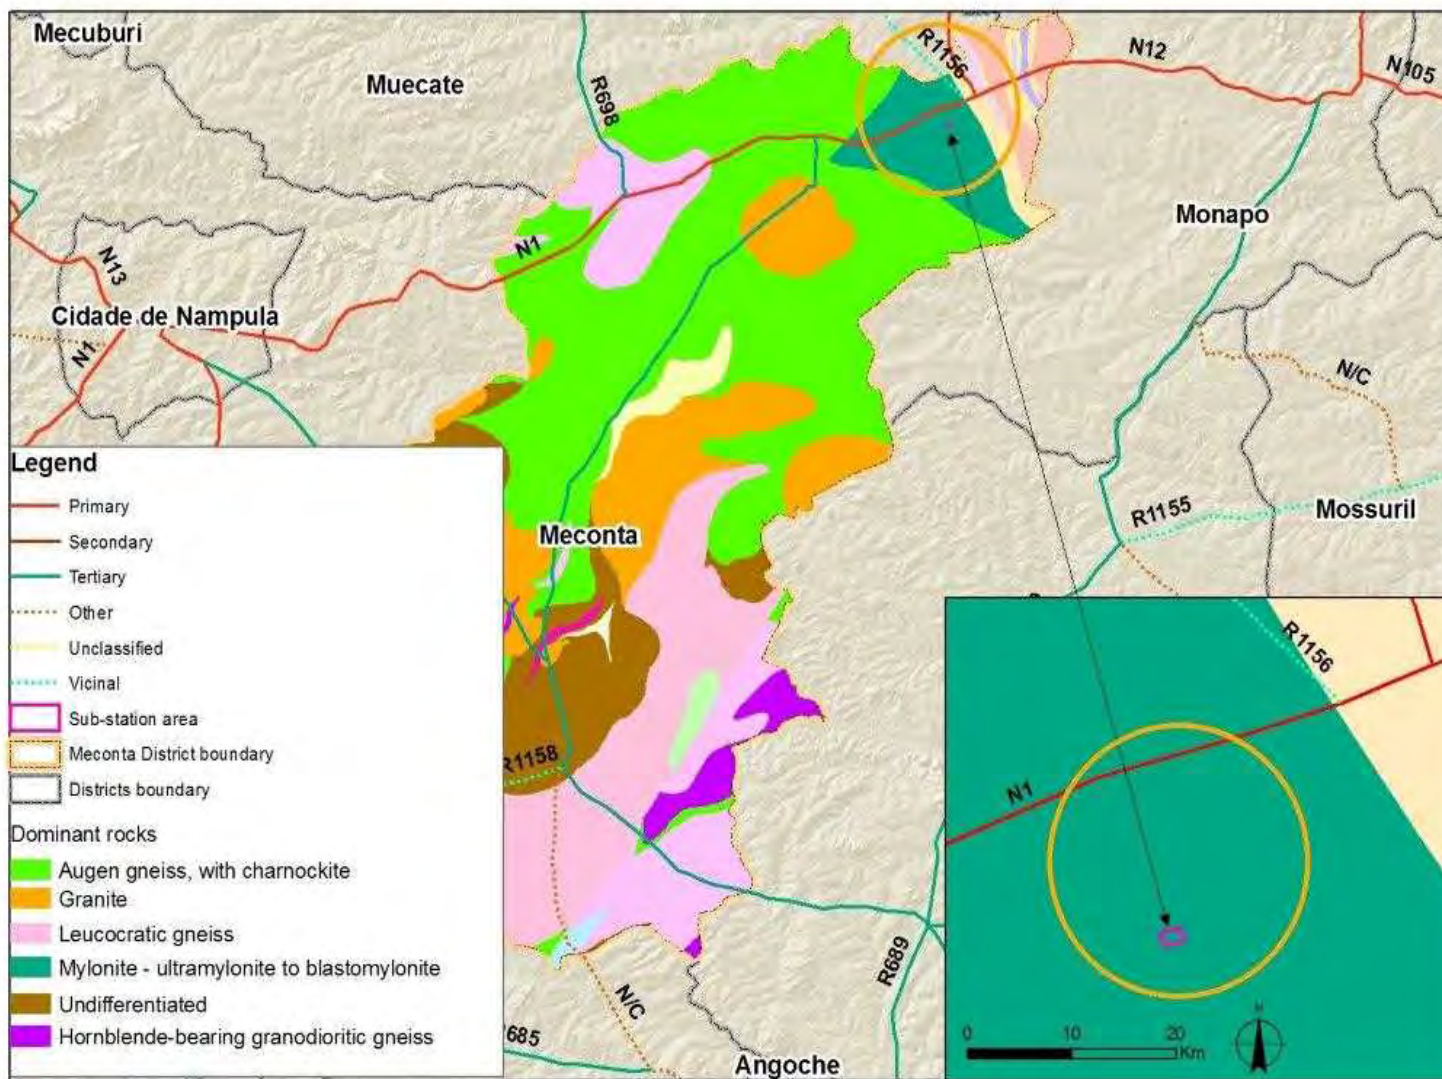 Mecuburi
Muecate
R698
R1156
N12
N105
Monapo
N1
N13
Cidade de Nampula
N1
N/C
R1155
Mossuril
Legend
Primary
Secondary
Tertiary
Other
Unclassified
Vicinal
Sub-station area
Meconta District boundary
Districts boundary
Dominant rocks
Augen gneiss, with charnockite
Granite
Leucocratic gneiss
Mylonite - ultramylonite to blastomylonite
Undifferentiated
Hornblende-bearing granodioritic gneiss
Meconta
R1158
N/C
R689
Angoche
R1156
N1
0 10 20
Km
N